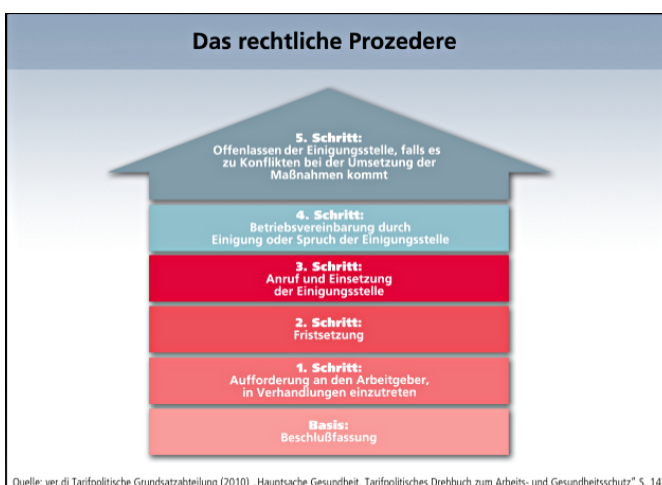 Das rechtliche Prozedere
5. Schritt:
Offenlassen der Einigungsstelle, falls es
zu Konflikten bei der Umsetzung der
Maßnahmen kommt
4. Schritt:
Betriebsvereinbarung durch
Einigung oder Spruch der Einigungsstelle
3. Schritt:
Anruf und Einsetzung
der Einigungsstelle
2. Schritt:
Fristsetzung
1. Schritt:
Aufforderung an den Arbeitgeber,
in Verhandlungen einzutreten
Basis:
Beschlußfassung
Quelle: ver.di Tarifpolitische Grundsatzabteilung (2010) „Hauptsache Gesundheit. Tarifpolitisches Drehbuch zum Arbeits- und Gesundheitsschutz" S. 14